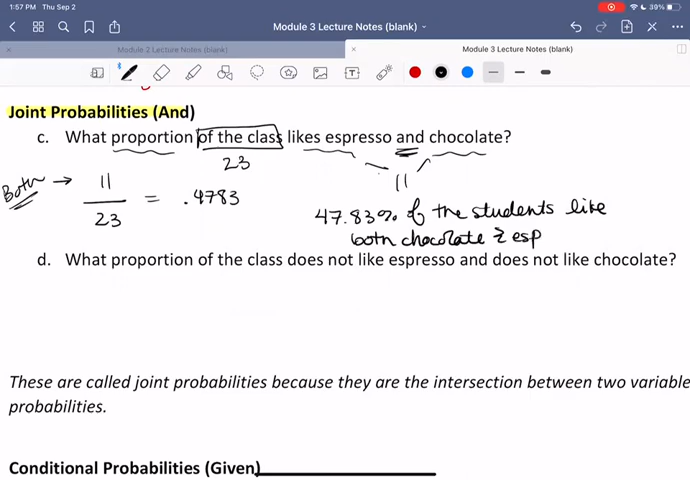 1:57 PM Thu Sep 2
39%
Module 3 Lecture Notes (blank)
Module 2 Lecture Notes (blank)
Module 3 Lecture Notes (blank)
Joint Probabilities (And)
c. What proportion of the class likes espresso and chocolate?
23
11
Both → 11
23
= .4783
47.83% of the students like
both chocolate & esp
d. What proportion of the class does not like espresso and does not like chocolate?
These are called joint probabilities because they are the intersection between two variable
probabilities.
Conditional Probabilities (Given)